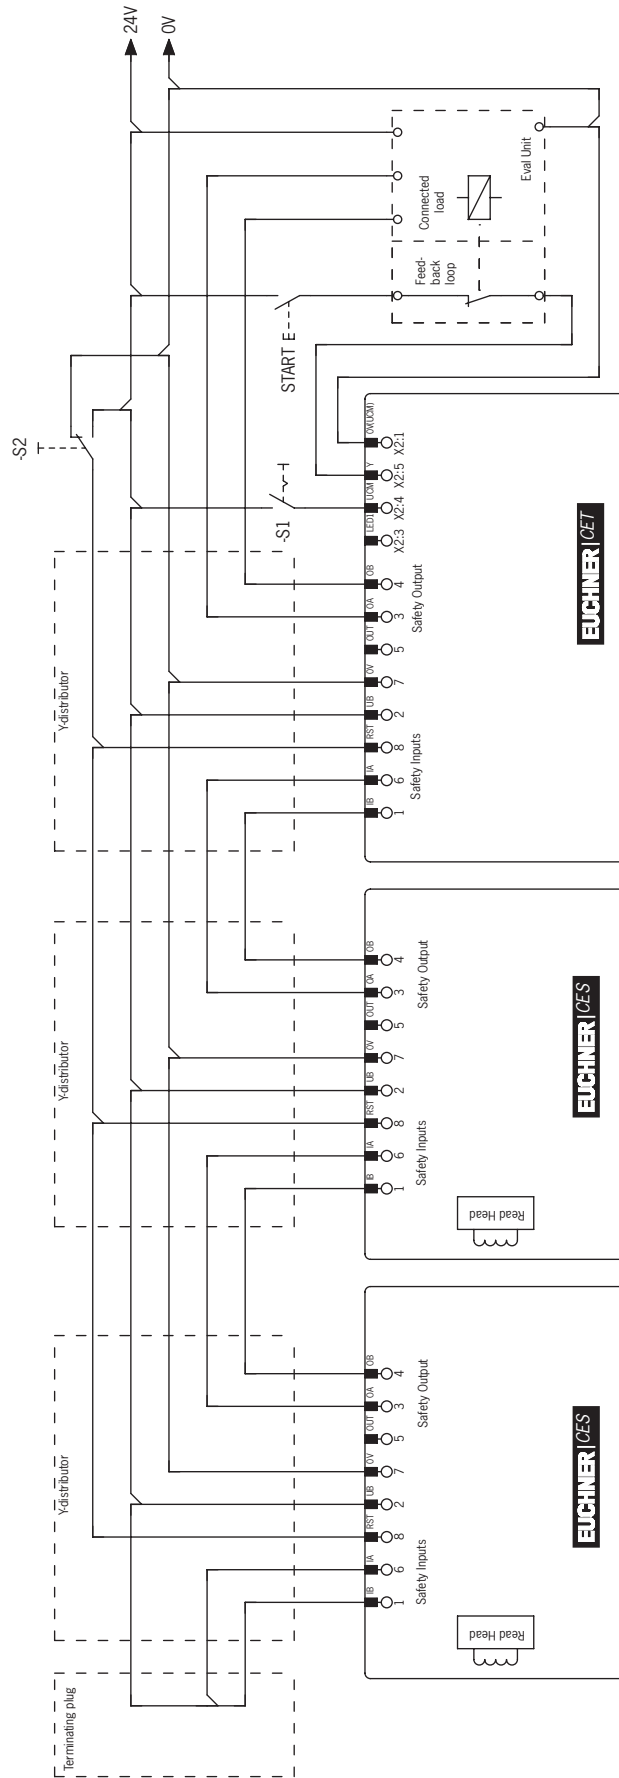 24V
0V
-S2
Connected
load
Eval Unit
Feed-
back
loop
START E
-S1
Y-distributor
Y-distributor
Y-distributor
Terminating plug
IB
IA
RST
UB
0V
OUT
OA
OB
1
6
8
2
7
5
3
4
Safety Inputs
Safety Output
Read Head
EUCHNER|CES
IB
IA
RST
UB
0V
OUT
OA
OB
1
6
8
2
7
5
3
4
Safety Inputs
Safety Output
Read Head
EUCHNER|CES
IB
IA
RST
UB
0V
OUT
OA
OB
LED1
UCM
Y
0V(UCM)
1
6
8
2
7
5
3
4
X2:3
X2:4
X2:5
X2:1
Safety Inputs
Safety Output
EUCHNER|CET